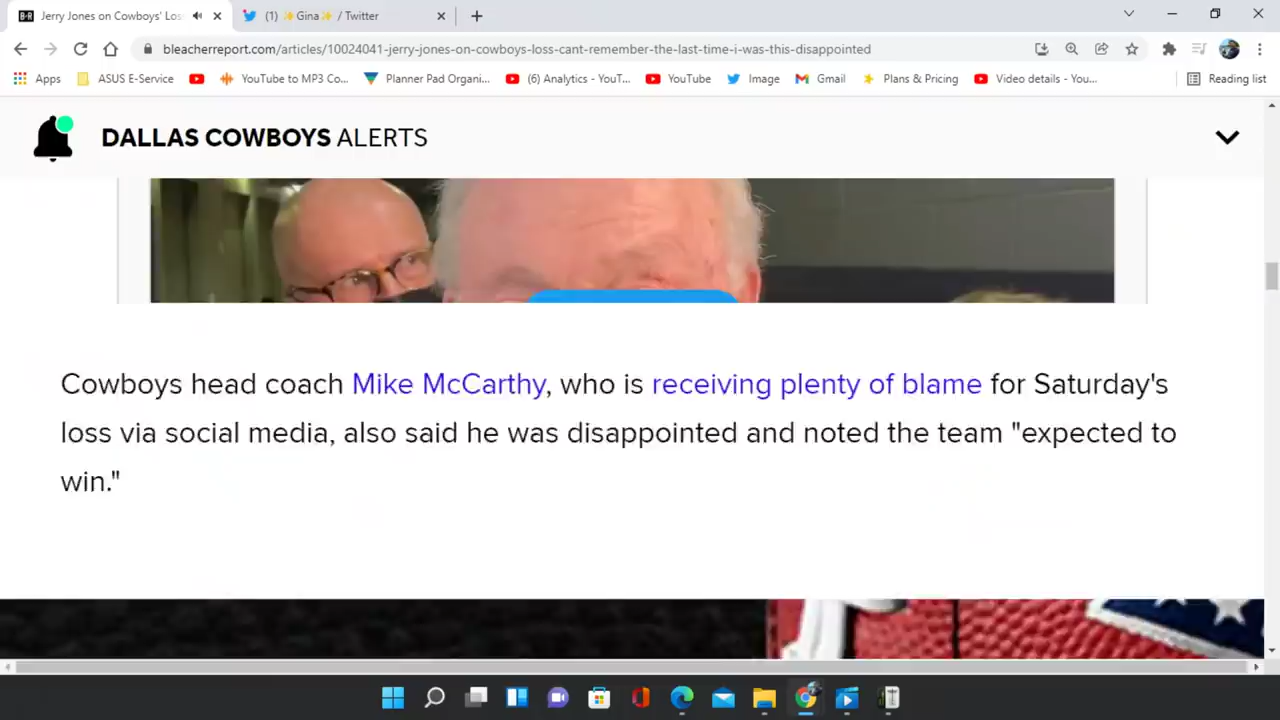 B·R Jerry Jones on Cowboys' Los
(1) ✨Gina✨ / Twitter
bleacherreport.com/articles/10024041-jerry-jones-on-cowboys-loss-cant-remember-the-last-time-i-was-this-disappointed
Apps ASUS E-Service YouTube to MP3 Co... Planner Pad Organi... (6) Analytics - YouT... YouTube Image Gmail Plans & Pricing Video details - You... Reading list
DALLAS COWBOYS ALERTS
Cowboys head coach Mike McCarthy, who is receiving plenty of blame for Saturday's
loss via social media, also said he was disappointed and noted the team "expected to
win."